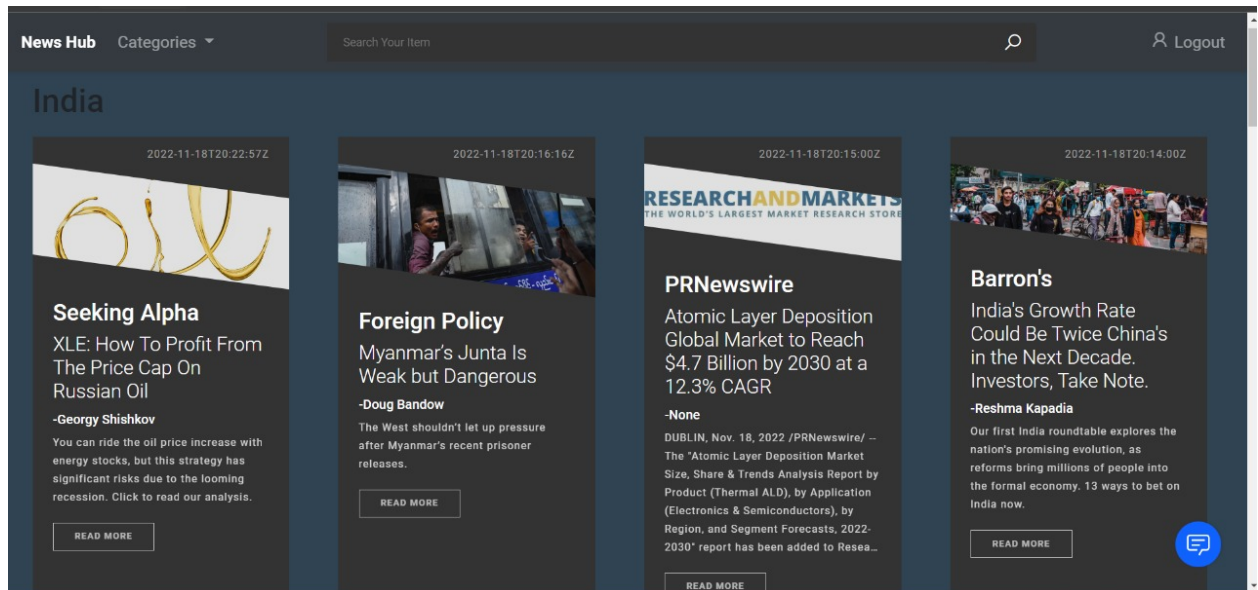 News Hub Categories Search Your Item Logout
India
2022-11-18T20:22:57Z
Seeking Alpha
XLE: How To Profit From
The Price Cap On
Russian Oil
-Georgy Shishkov
You can ride the oil price increase with
energy stocks, but this strategy has
significant risks due to the looming
recession. Click to read our analysis.
READ MORE
2022-11-18T20:16:16Z
Foreign Policy
Myanmar's Junta Is
Weak but Dangerous
-Doug Bandow
The West shouldn't let up pressure
after Myanmar's recent prisoner
releases.
READ MORE
2022-11-18T20:15:00Z
RESEARCHANDMARKETS
THE WORLD'S LARGEST MARKET RESEARCH STORE
PRNewswire
Atomic Layer Deposition
Global Market to Reach
$4.7 Billion by 2030 at a
12.3% CAGR
-None
DUBLIN, Nov. 18, 2022 /PRNewswire/ --
The "Atomic Layer Deposition Market
Size, Share & Trends Analysis Report by
Product (Thermal ALD), by Application
(Electronics & Semiconductors), by
Region, and Segment Forecasts, 2022-
2030" report has been added to Resea…
READ MORE
2022-11-18T20:14:00Z
Barron's
India's Growth Rate
Could Be Twice China's
in the Next Decade.
Investors, Take Note.
-Reshma Kapadia
Our first India roundtable explores the
nation's promising evolution, as
reforms bring millions of people into
the formal economy. 13 ways to bet on
India now.
READ MORE